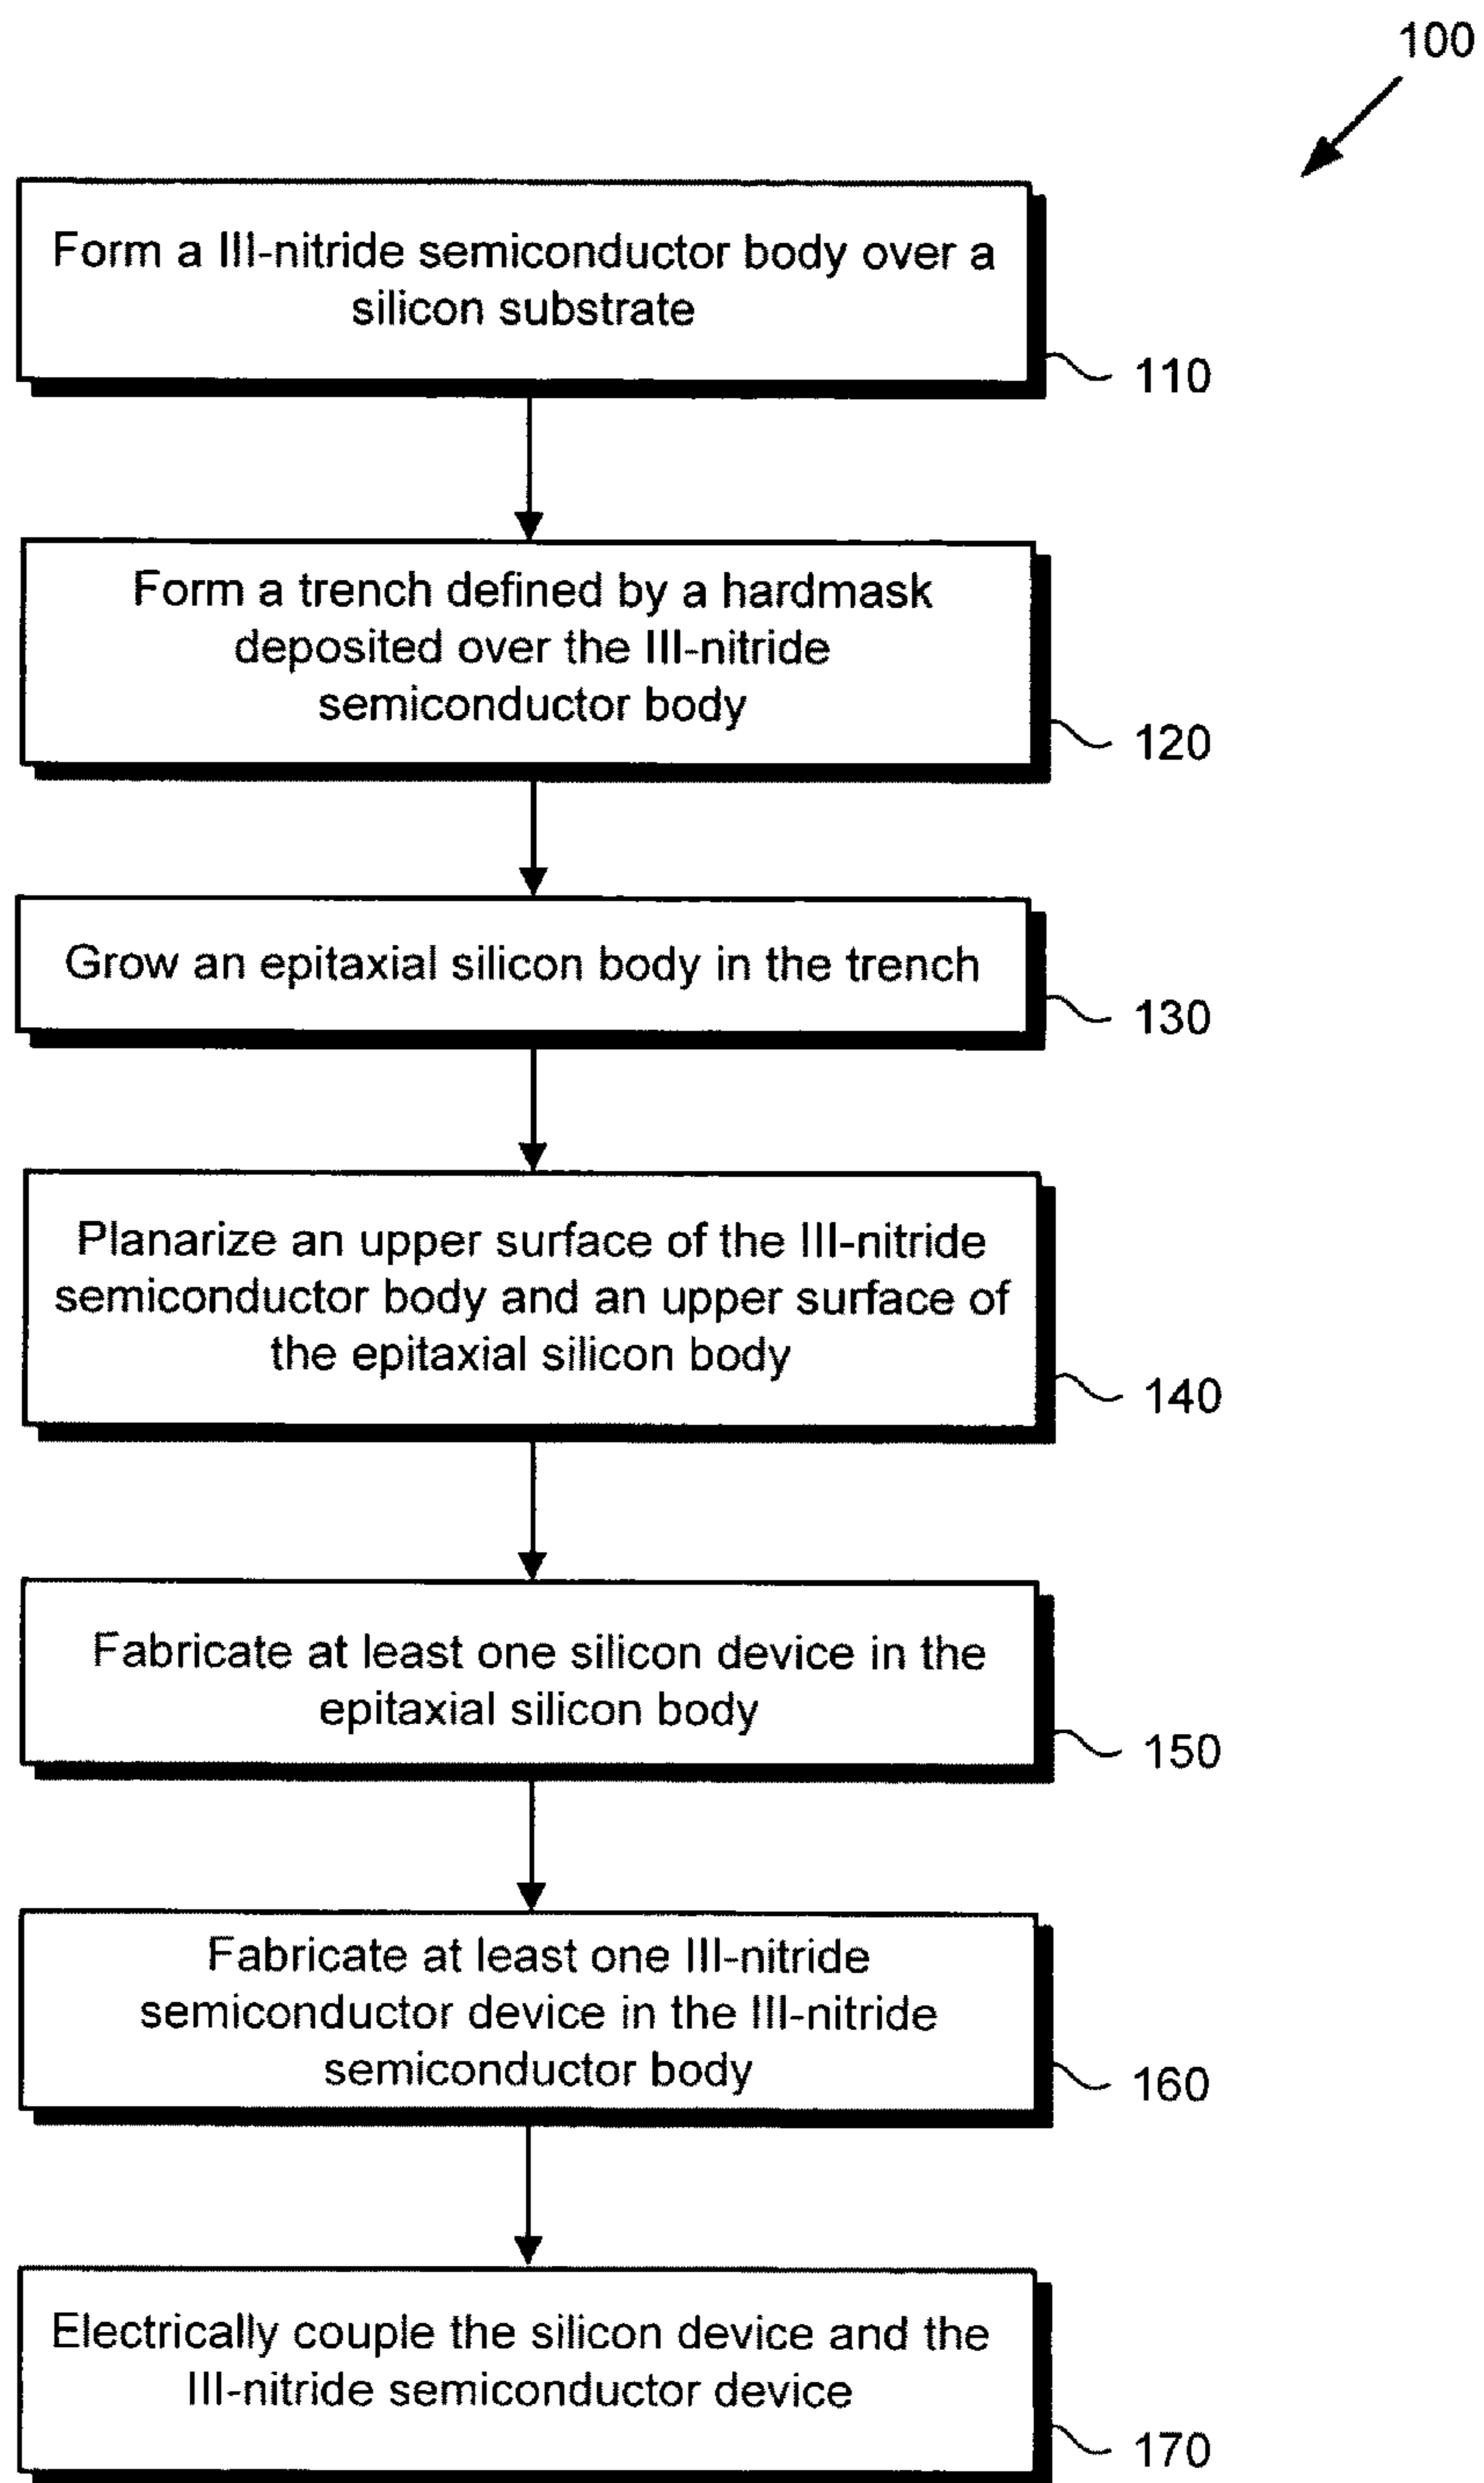 100
Form a III-nitride semiconductor body over a
silicon substrate
110
Form a trench defined by a hardmask
deposited over the III-nitride
semiconductor body
120
Grow an epitaxial silicon body in the trench
130
Planarize an upper surface of the III-nitride
semiconductor body and an upper surface of
the epitaxial silicon body
140
Fabricate at least one silicon device in the
epitaxial silicon body
150
Fabricate at least one III-nitride
semiconductor device in the III-nitride
semiconductor body
160
Electrically couple the silicon device and the
III-nitride semiconductor device
170